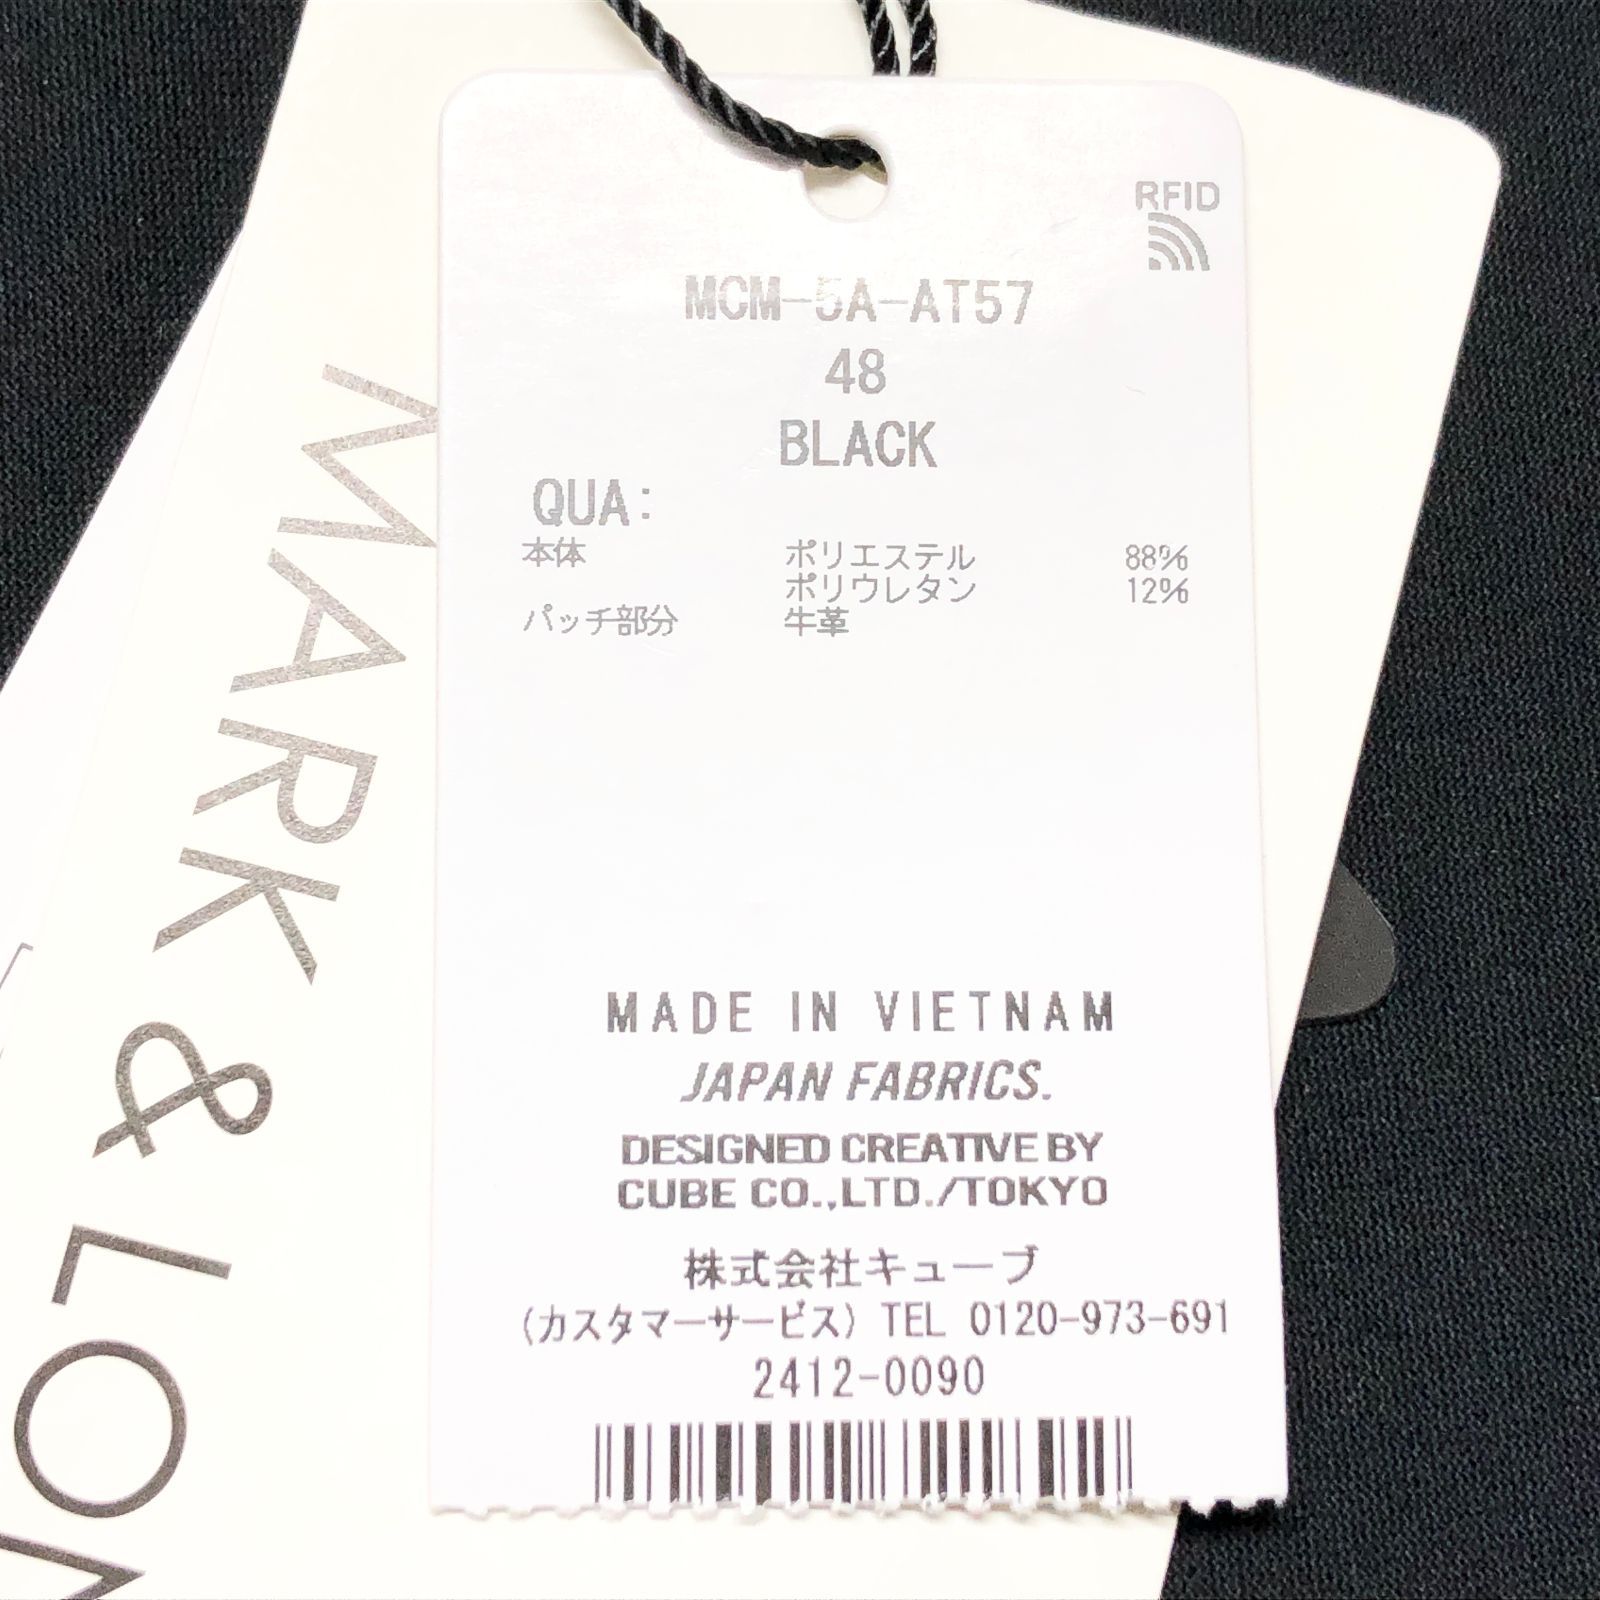 RFID
MCM-5A-AT57
48
BLACK
QUA:
本体 ポリエステル 88%
ポリウレタン 12%
パッチ部分 牛革
MADE IN VIETNAM
JAPAN FABRICS.
DESIGNED CREATIVE BY
CUBE CO.,LTD./TOKYO
株式会社キューブ
(カスタマーサービス) TEL 0120-973-691
2412-0090
MARK & LON